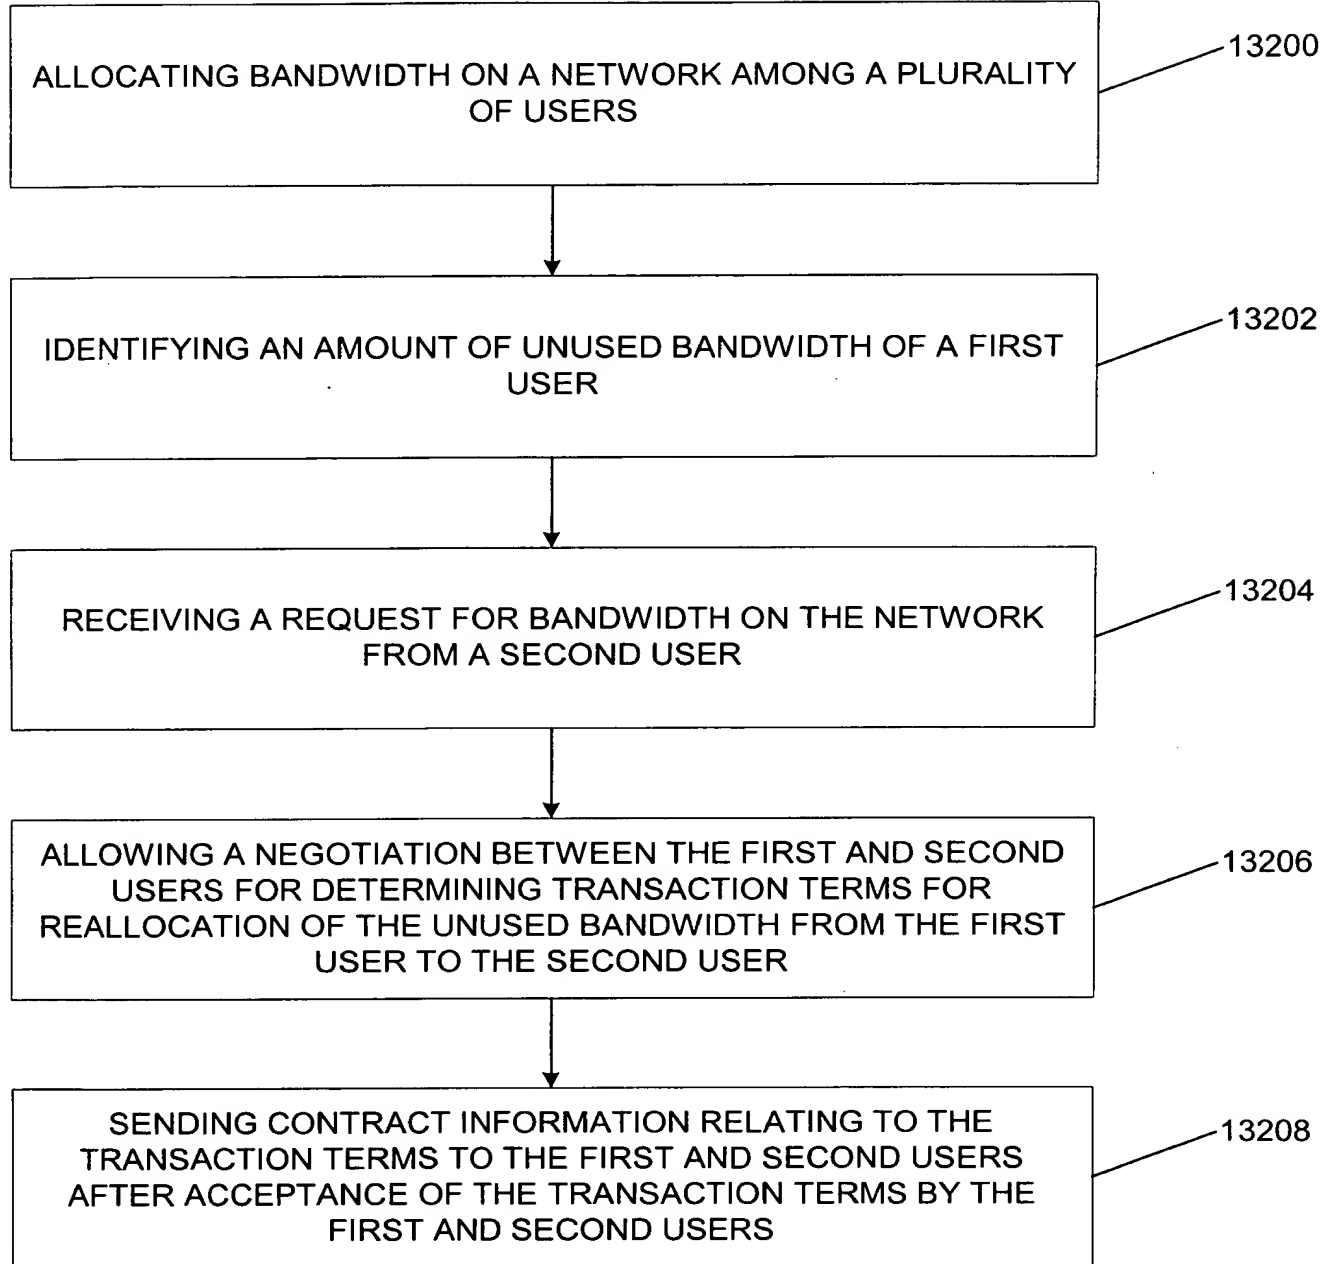 ALLOCATING BANDWIDTH ON A NETWORK AMONG A PLURALITY
OF USERS
13200
IDENTIFYING AN AMOUNT OF UNUSED BANDWIDTH OF A FIRST
USER
13202
RECEIVING A REQUEST FOR BANDWIDTH ON THE NETWORK
FROM A SECOND USER
13204
ALLOWING A NEGOTIATION BETWEEN THE FIRST AND SECOND
USERS FOR DETERMINING TRANSACTION TERMS FOR
REALLOCATION OF THE UNUSED BANDWIDTH FROM THE FIRST
USER TO THE SECOND USER
13206
SENDING CONTRACT INFORMATION RELATING TO THE
TRANSACTION TERMS TO THE FIRST AND SECOND USERS
AFTER ACCEPTANCE OF THE TRANSACTION TERMS BY THE
FIRST AND SECOND USERS
13208